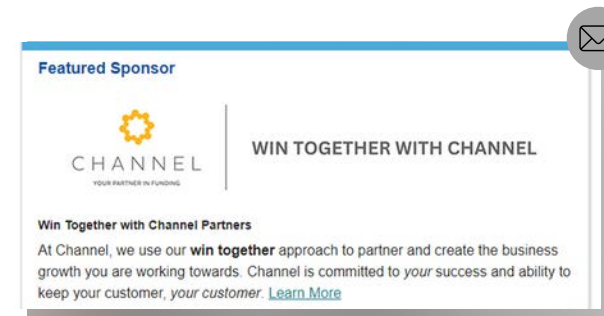 Featured Sponsor
CHANNEL
YOUR PARTNER IN FUNDING
WIN TOGETHER WITH CHANNEL
Win Together with Channel Partners
At Channel, we use our win together approach to partner and create the business
growth you are working towards. Channel is committed to your success and ability to
keep your customer, your customer. Learn More